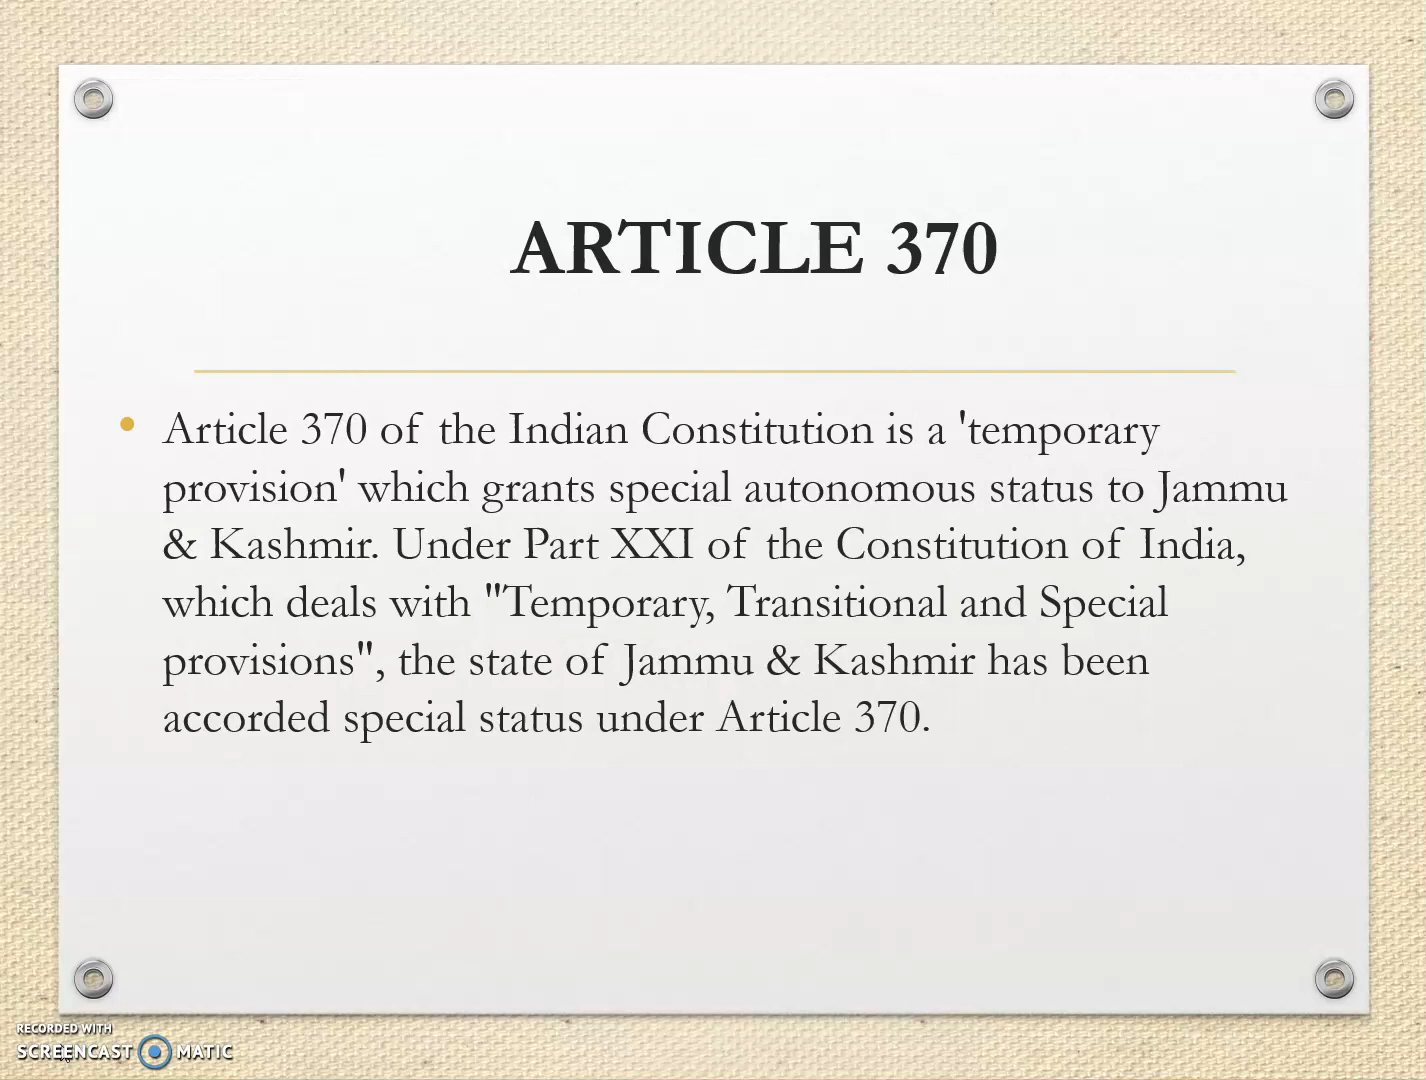 ARTICLE 370
• Article 370 of the Indian Constitution is a 'temporary
provision' which grants special autonomous status to Jammu
& Kashmir. Under Part XXI of the Constitution of India,
which deals with "Temporary, Transitional and Special
provisions", the state of Jammu & Kashmir has been
accorded special status under Article 370.
RECORDED WITH
SCREENCAST MATIC